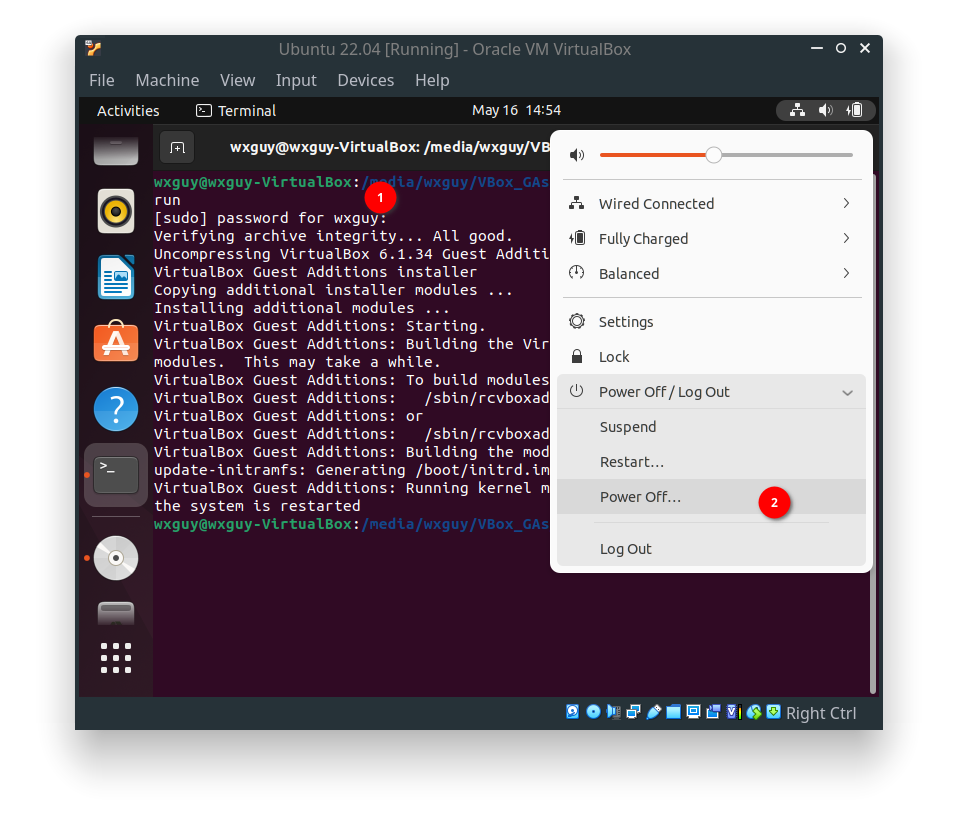 Ubuntu 22.04 [Running] - Oracle VM VirtualBox
File Machine View Input Devices Help
Activities Terminal May 16 14:54
wxguy@wxguy-VirtualBox: /media/wxguy/VB
wxguy@wxguy-VirtualBox:/media/wxguy/VBox_GAs
run
[sudo] password for wxguy:
Verifying archive integrity... All good.
Uncompressing VirtualBox 6.1.34 Guest Additi
VirtualBox Guest Additions installer
Copying additional installer modules ...
Installing additional modules ...
VirtualBox Guest Additions: Starting.
VirtualBox Guest Additions: Building the Vir
modules.  This may take a while.
VirtualBox Guest Additions: To build modules
VirtualBox Guest Additions:   /sbin/rcvboxad
VirtualBox Guest Additions: or
VirtualBox Guest Additions:   /sbin/rcvboxad
VirtualBox Guest Additions: Building the mod
update-initramfs: Generating /boot/initrd.im
VirtualBox Guest Additions: Running kernel m
the system is restarted
wxguy@wxguy-VirtualBox:/media/wxguy/VBox_GAs
1
Wired Connected
Fully Charged
Balanced
Settings
Lock
Power Off / Log Out
Suspend
Restart...
Power Off...
2
Log Out
Right Ctrl